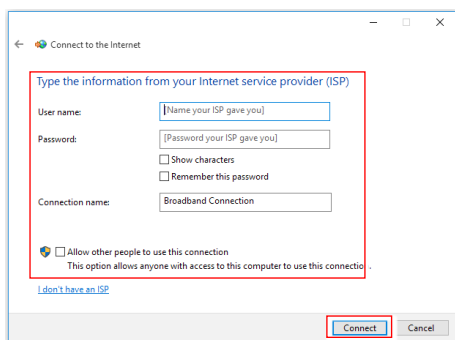 Connect to the Internet
Type the information from your Internet service provider (ISP)
User name:
[Name your ISP gave you]
Password:
[Password your ISP gave you]
Show characters
Remember this password
Connection name:
Broadband Connection
Allow other people to use this connection
This option allows anyone with access to this computer to use this connection.
I don't have an ISP
Connect Cancel